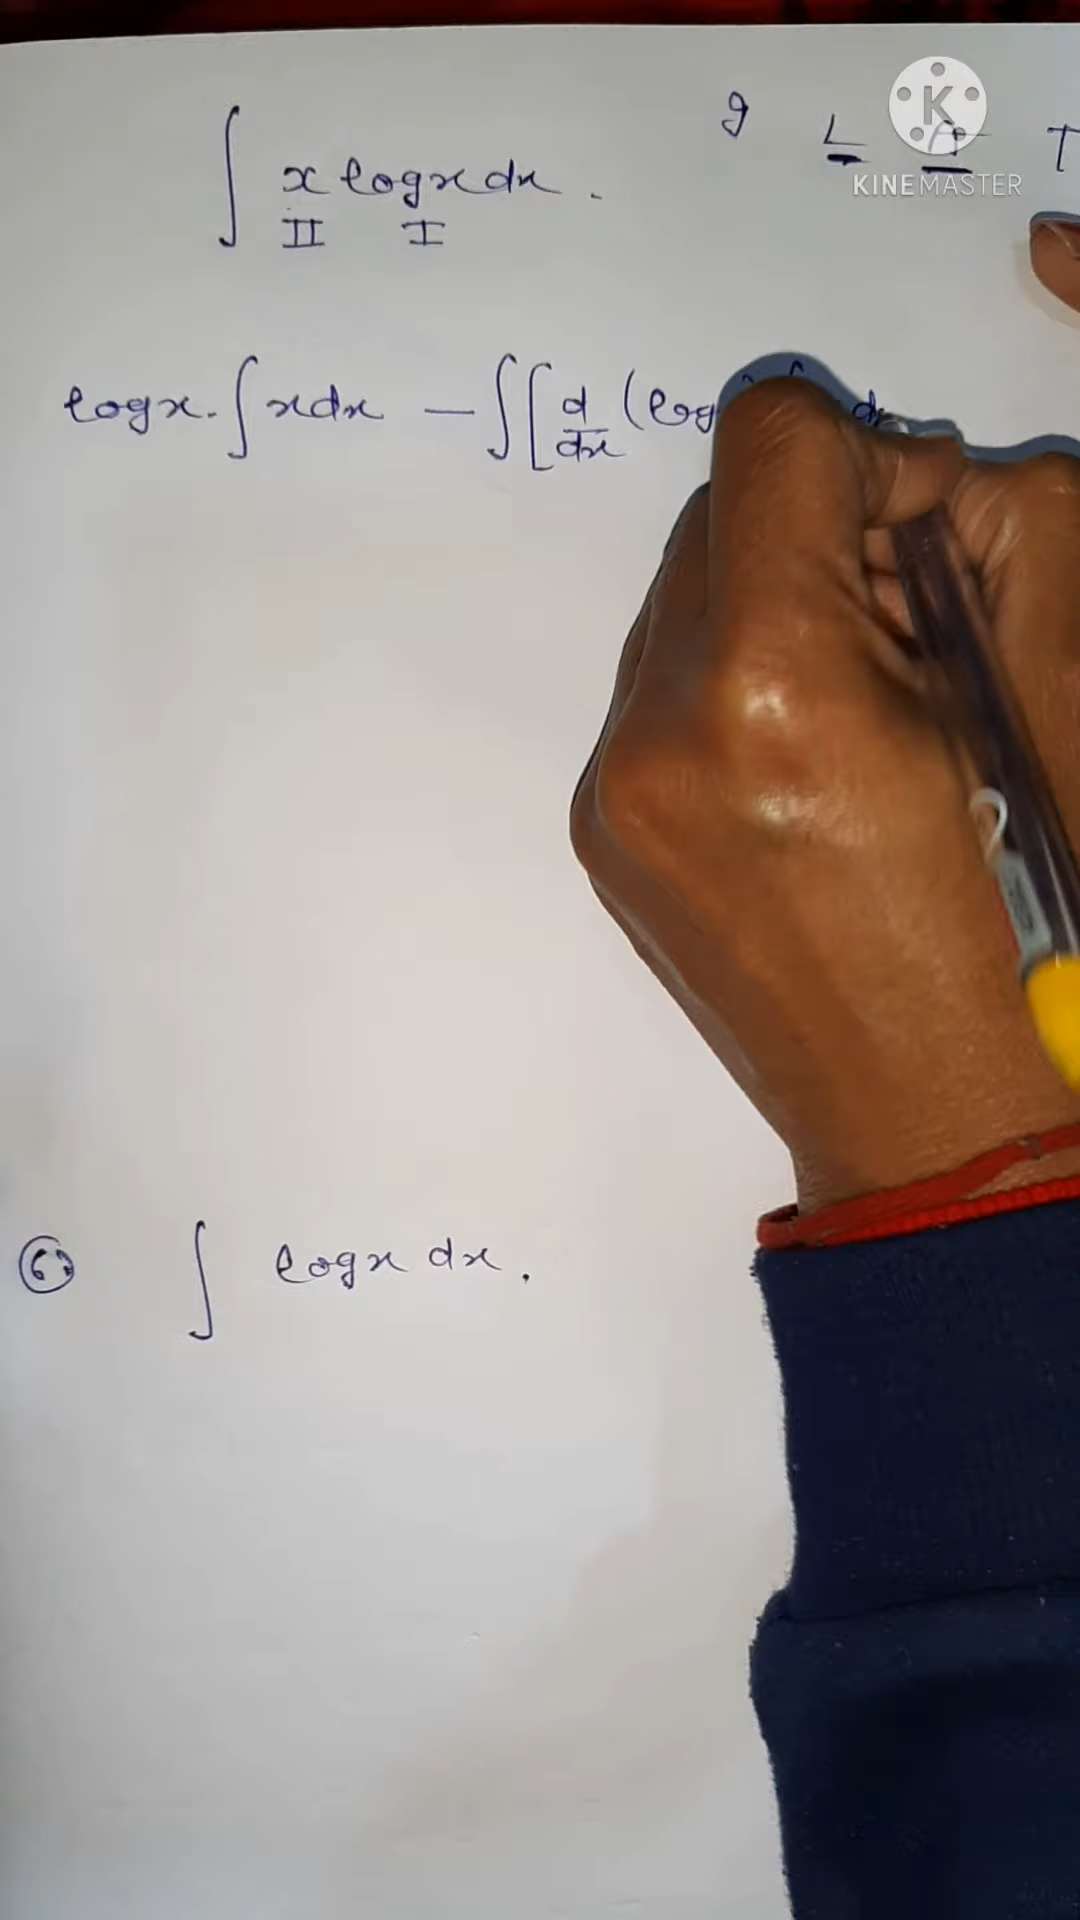 ∫ x log x dx .
II I
I L A T
K
KINEMASTER
log x . ∫ x dx — ∫ [ d/dx (log
6 ∫ log x dx .